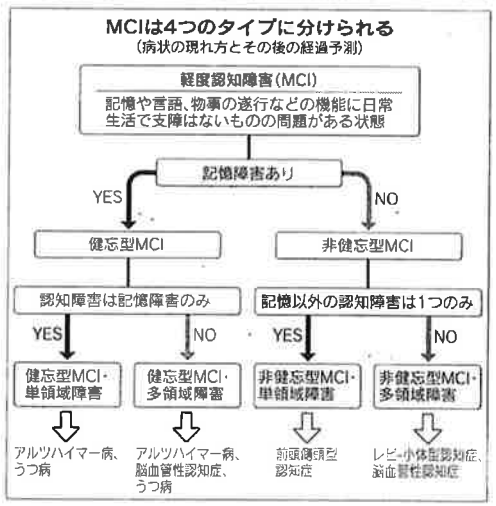 MCIは4つのタイプに分けられる
(病状の現れ方とその後の経過予測)
軽度認知障害(MCI)
記憶や言語、物事の遂行などの機能に日常
生活で支障はないものの問題がある状態
記憶障害あり
YES
NO
健忘型MCI
非健忘型MCI
認知障害は記憶障害のみ
記憶以外の認知障害は1つのみ
YES
NO
YES
NO
健忘型MCI・
単領域障害
健忘型MCI・
多領域障害
非健忘型MCI・
単領域障害
非健忘型MCI・
多領域障害
アルツハイマー病、
うつ病
アルツハイマー病、
脳血管性認知症、
うつ病
前頭側頭型
認知症
レビー小体型認知症、
脳血管性認知症